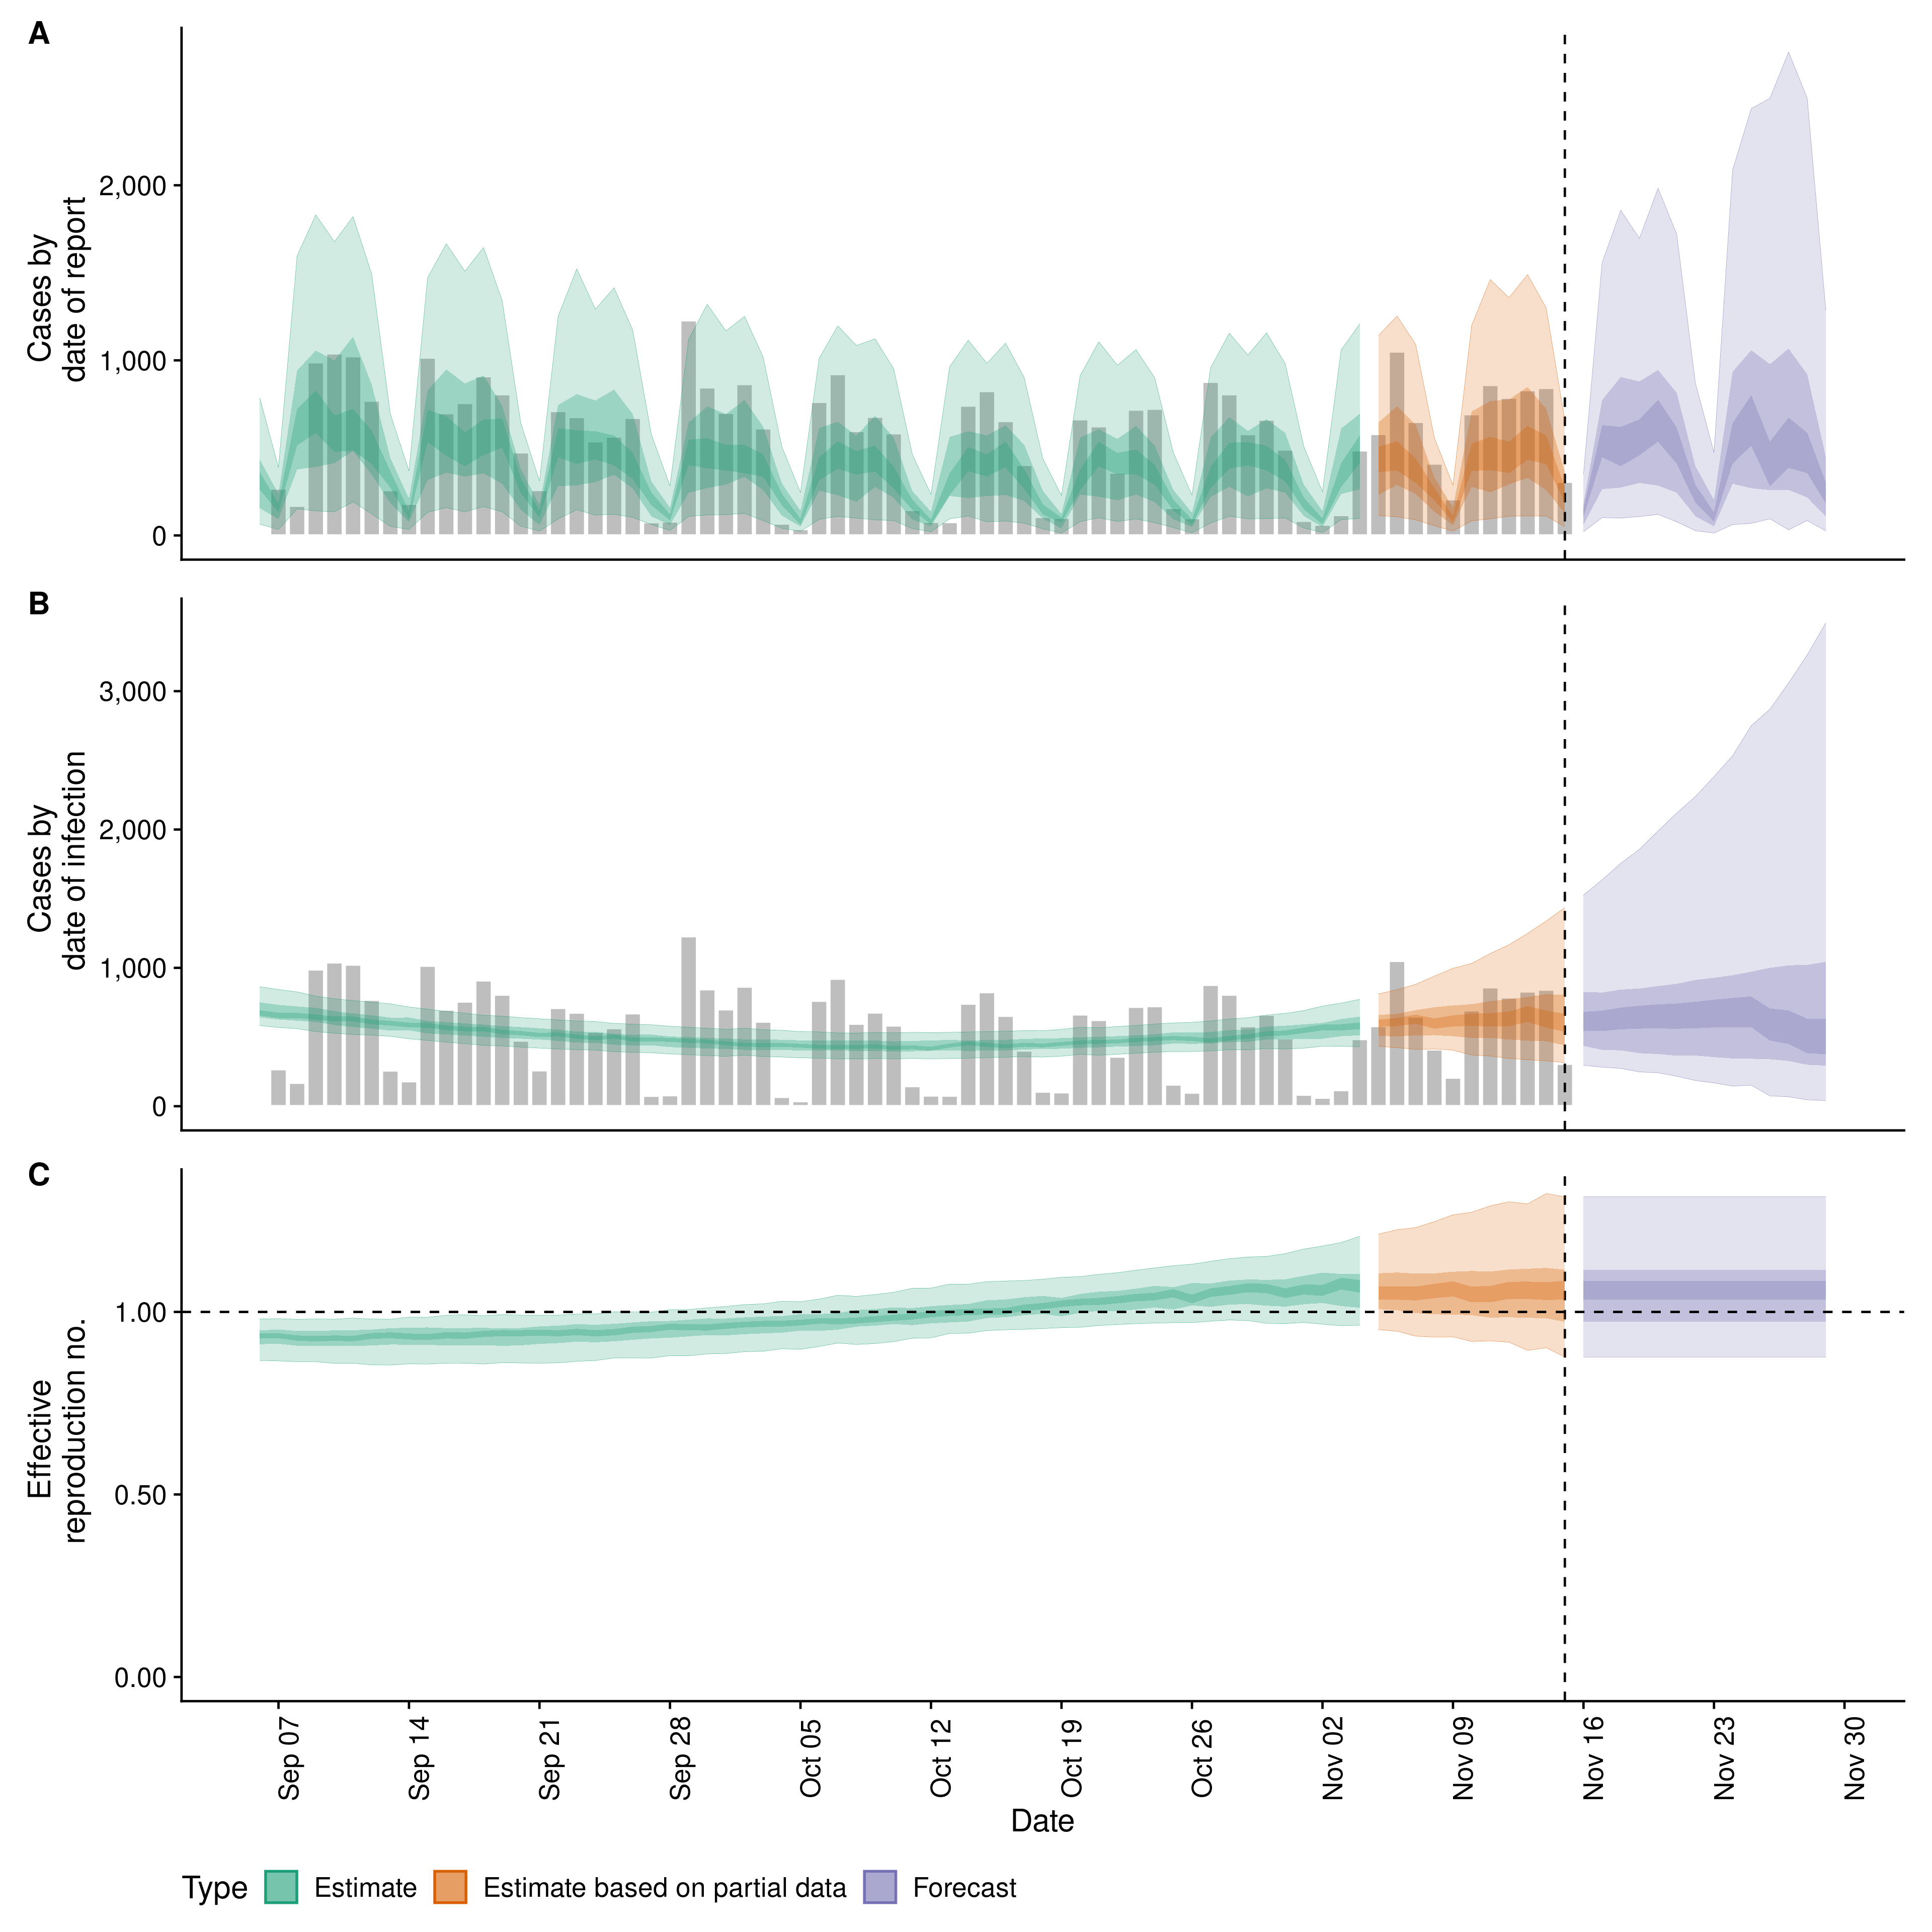 A
Cases by
date of report
2,000
1,000
0
B
Cases by
date of infection
3,000
2,000
1,000
0
C
Effective
reproduction no.
1.00
0.50
0.00
Sep 07
Sep 14
Sep 21
Sep 28
Oct 05
Oct 12
Oct 19
Oct 26
Nov 02
Nov 09
Nov 16
Nov 23
Nov 30
Date
Type Estimate Estimate based on partial data Forecast